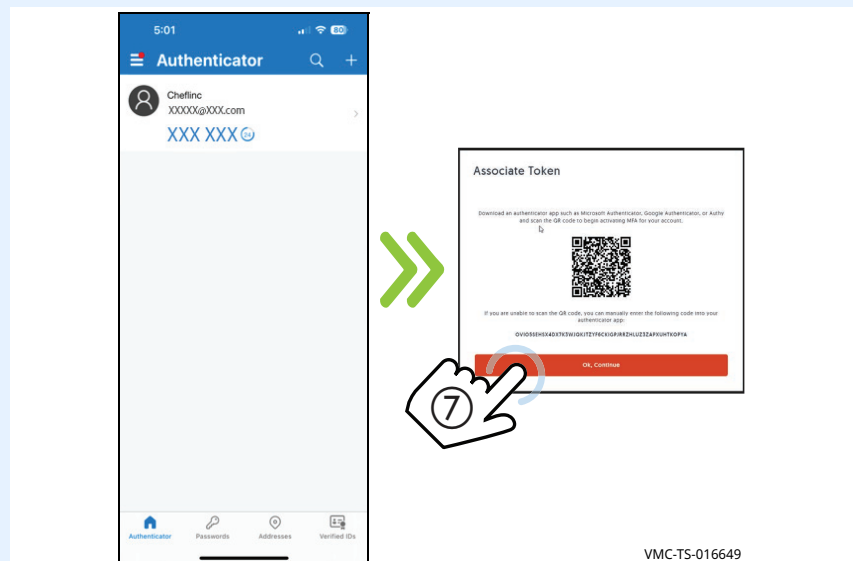 5:01
80
Authenticator
Cheflinc
XXXXX@XXX.com
XXX XXX 24
Authenticator
Passwords
Addresses
Verified IDs
Associate Token
Download an authenticator app such as Microsoft Authenticator, Google Authenticator, or Authy
and scan the QR code to begin activating MFA for your account.
If you are unable to scan the QR code, you can manually enter the following code into your
authenticator app:
Ok, Continue
7
VMC-TS-016649